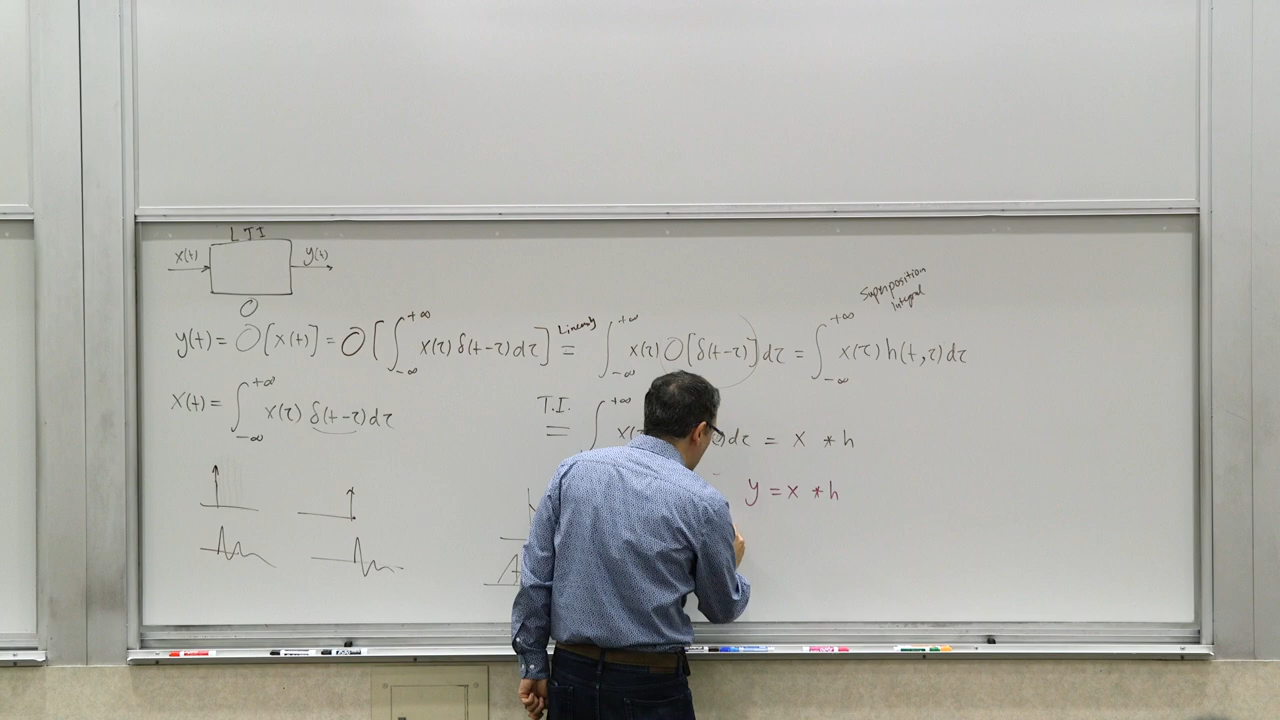 LTI
x(t) y(t)
O
y(t) = O[x(t)] = O[∫_{-∞}^{+∞} x(τ) δ(t-τ) dτ] = Linearity ∫_{-∞}^{+∞} x(τ) O[δ(t-τ)] dτ = ∫_{-∞}^{+∞} x(τ) h(t,τ) dτ
Superposition
Integral
x(t) = ∫_{-∞}^{+∞} x(τ) δ(t-τ) dτ
T.I.
= ∫ +∞ x(τ dτ = x * h
y = x * h